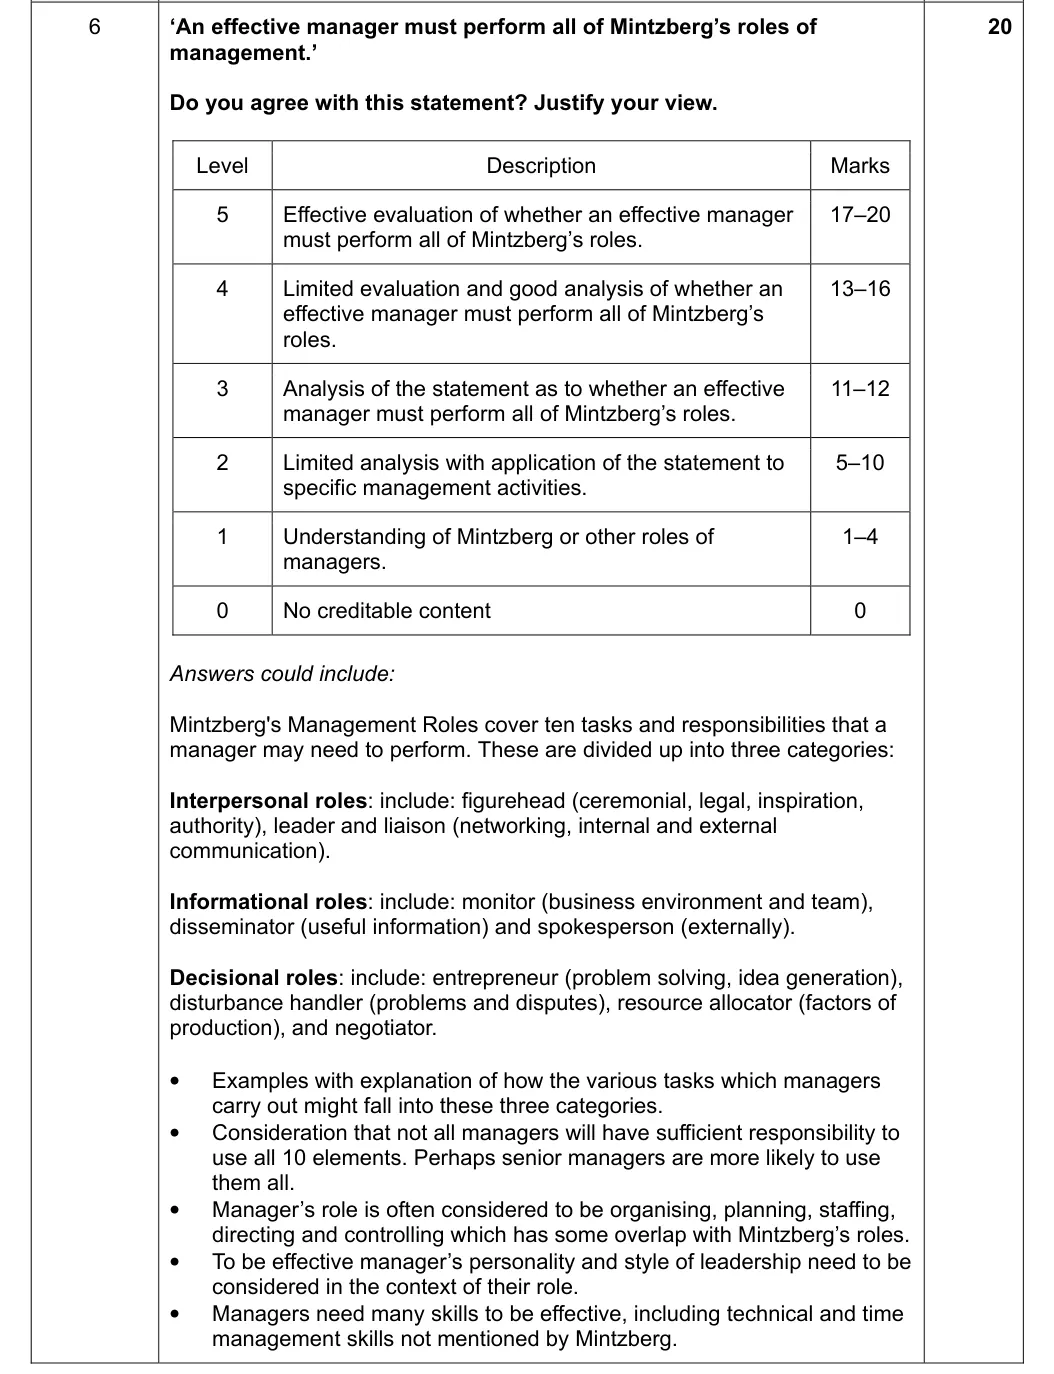 6 ‘An effective manager must perform all of Mintzberg’s roles of 20
management.’
Do you agree with this statement? Justify your view.
Level Description Marks
5 Effective evaluation of whether an effective manager 17–20
must perform all of Mintzberg’s roles.
4 Limited evaluation and good analysis of whether an 13–16
effective manager must perform all of Mintzberg’s
roles.
3 Analysis of the statement as to whether an effective 11–12
manager must perform all of Mintzberg’s roles.
2 Limited analysis with application of the statement to 5–10
specific management activities.
1 Understanding of Mintzberg or other roles of 1–4
managers.
0 No creditable content 0
Answers could include:
Mintzberg's Management Roles cover ten tasks and responsibilities that a
manager may need to perform. These are divided up into three categories:
Interpersonal roles: include: figurehead (ceremonial, legal, inspiration,
authority), leader and liaison (networking, internal and external
communication).
Informational roles: include: monitor (business environment and team),
disseminator (useful information) and spokesperson (externally).
Decisional roles: include: entrepreneur (problem solving, idea generation),
disturbance handler (problems and disputes), resource allocator (factors of
production), and negotiator.
• Examples with explanation of how the various tasks which managers
carry out might fall into these three categories.
• Consideration that not all managers will have sufficient responsibility to
use all 10 elements. Perhaps senior managers are more likely to use
them all.
• Manager’s role is often considered to be organising, planning, staffing,
directing and controlling which has some overlap with Mintzberg’s roles.
• To be effective manager’s personality and style of leadership need to be
considered in the context of their role.
• Managers need many skills to be effective, including technical and time
management skills not mentioned by Mintzberg.